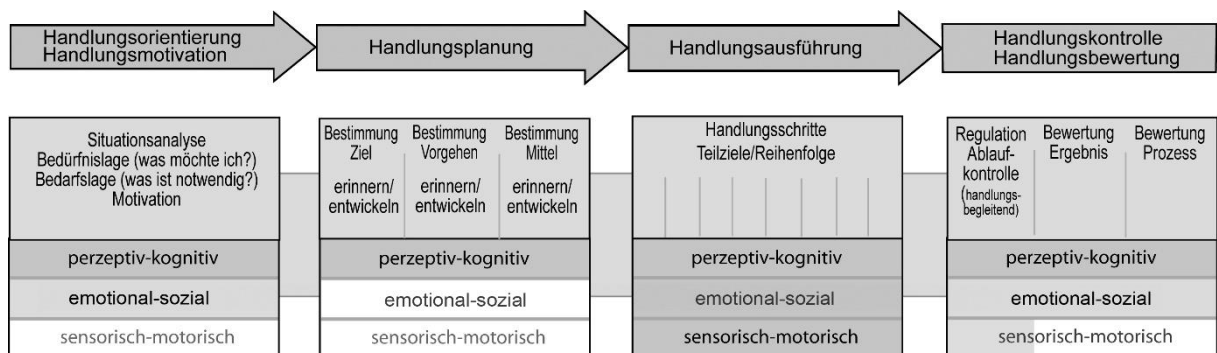 Handlungsorientierung
Handlungsmotivation
Handlungsplanung
Handlungsausführung
Handlungskontrolle
Handlungsbewertung
Situationsanalyse
Bedürfnislage (was möchte ich?)
Bedarfslage (was ist notwendig?)
Motivation
perzeptiv-kognitiv
emotional-sozial
sensorisch-motorisch
Bestimmung
Ziel
erinnern/
entwickeln
Bestimmung
Vorgehen
erinnern/
entwickeln
Bestimmung
Mittel
erinnern/
entwickeln
perzeptiv-kognitiv
emotional-sozial
sensorisch-motorisch
Handlungsschritte
Teilziele/Reihenfolge
perzeptiv-kognitiv
emotional-sozial
sensorisch-motorisch
Regulation
Ablauf-
kontrolle
(handlungs-
begleitend)
Bewertung
Ergebnis
Bewertung
Prozess
perzeptiv-kognitiv
emotional-sozial
sensorisch-motorisch